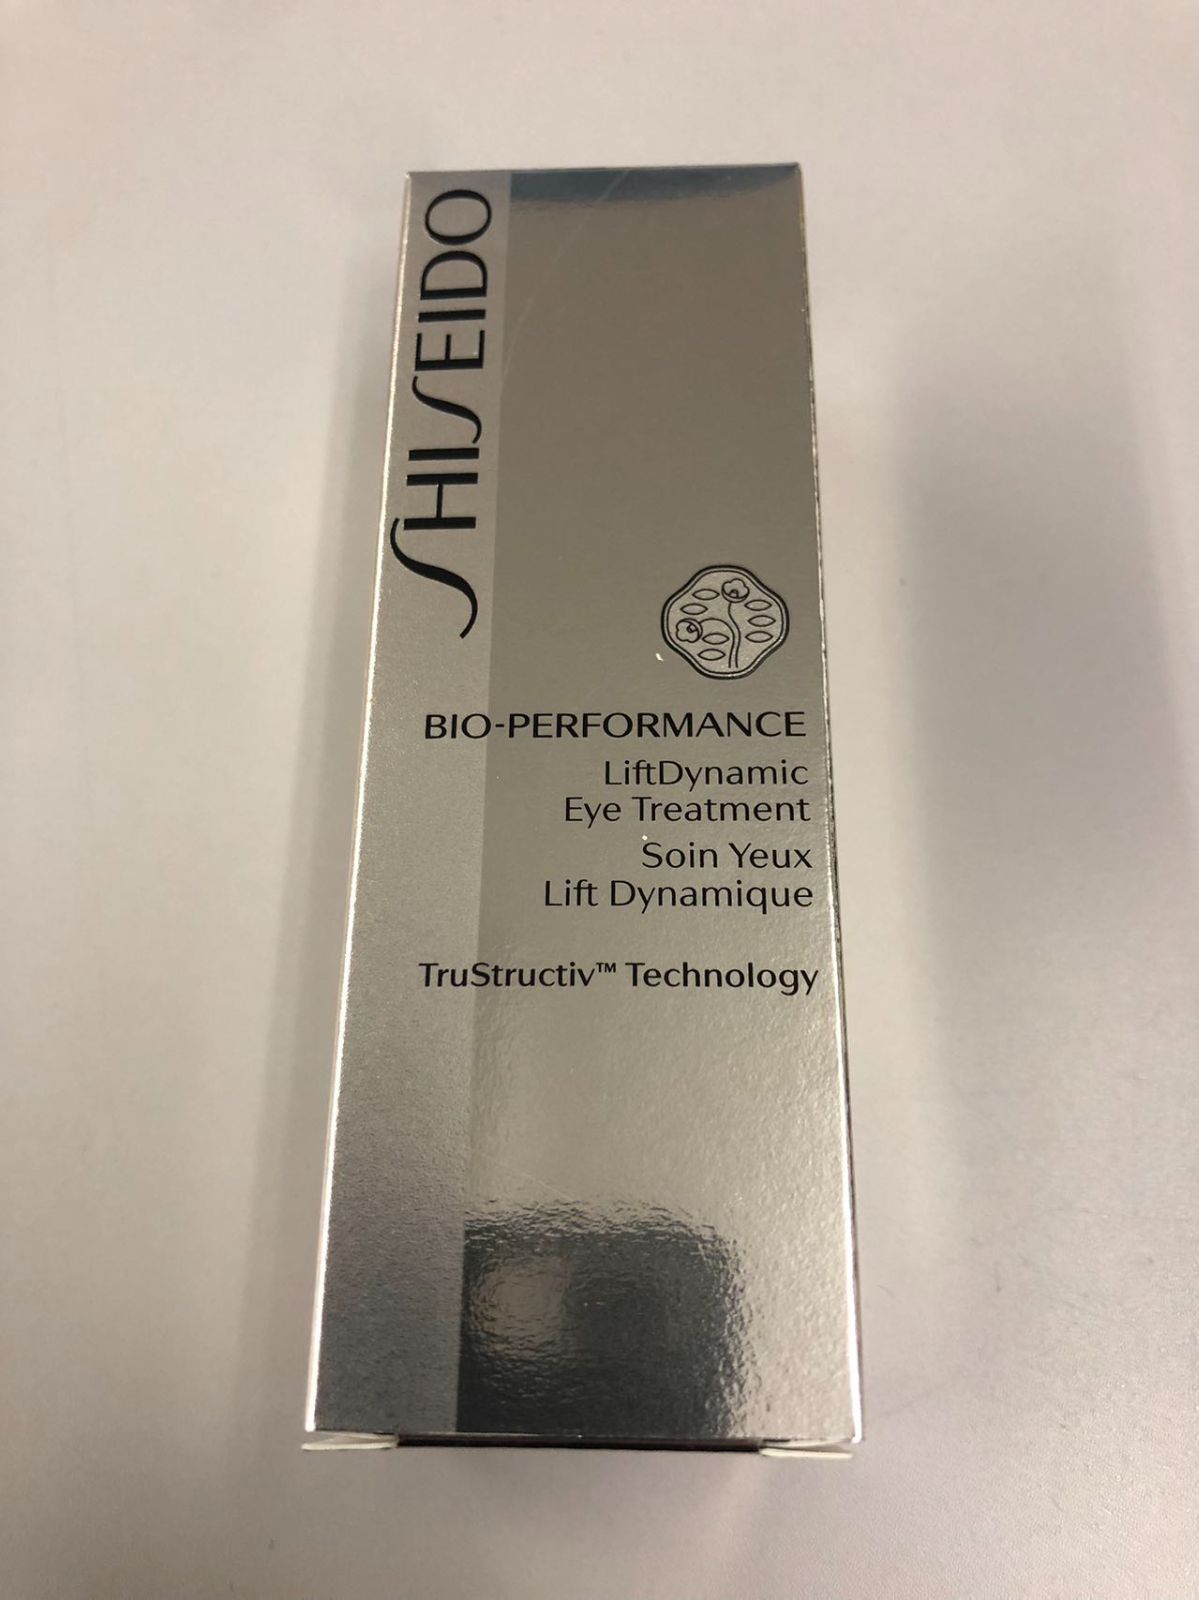 SHISEIDO
BIO-PERFORMANCE
LiftDynamic
Eye Treatment
Soin Yeux
Lift Dynamique
TruStructiv™ Technology